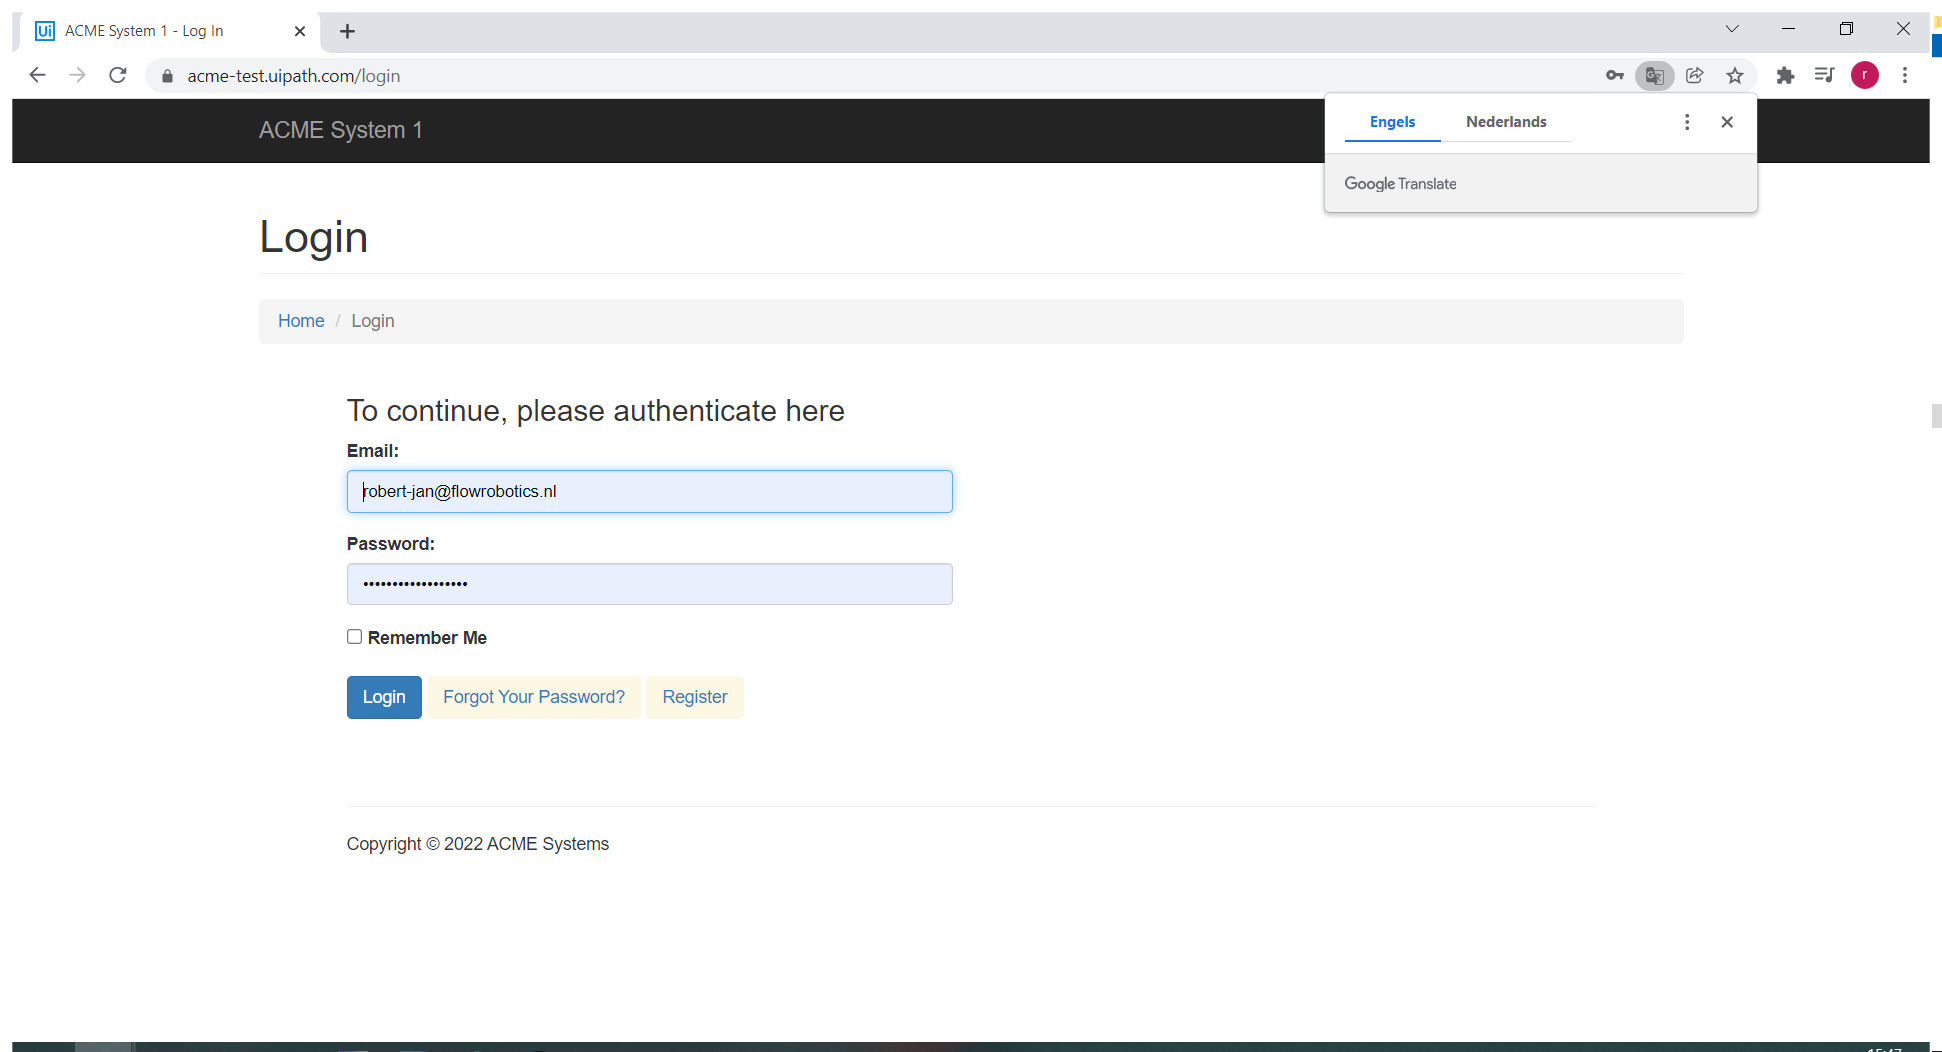 ACME System 1 - Log In
acme-test.uipath.com/login
r
ACME System 1
Engels Nederlands
Google Translate
Login
Home / Login
To continue, please authenticate here
Email:
robert-jan@flowrobotics.nl
Password:
••••••••••••••••••
Remember Me
Login Forgot Your Password? Register
Copyright © 2022 ACME Systems